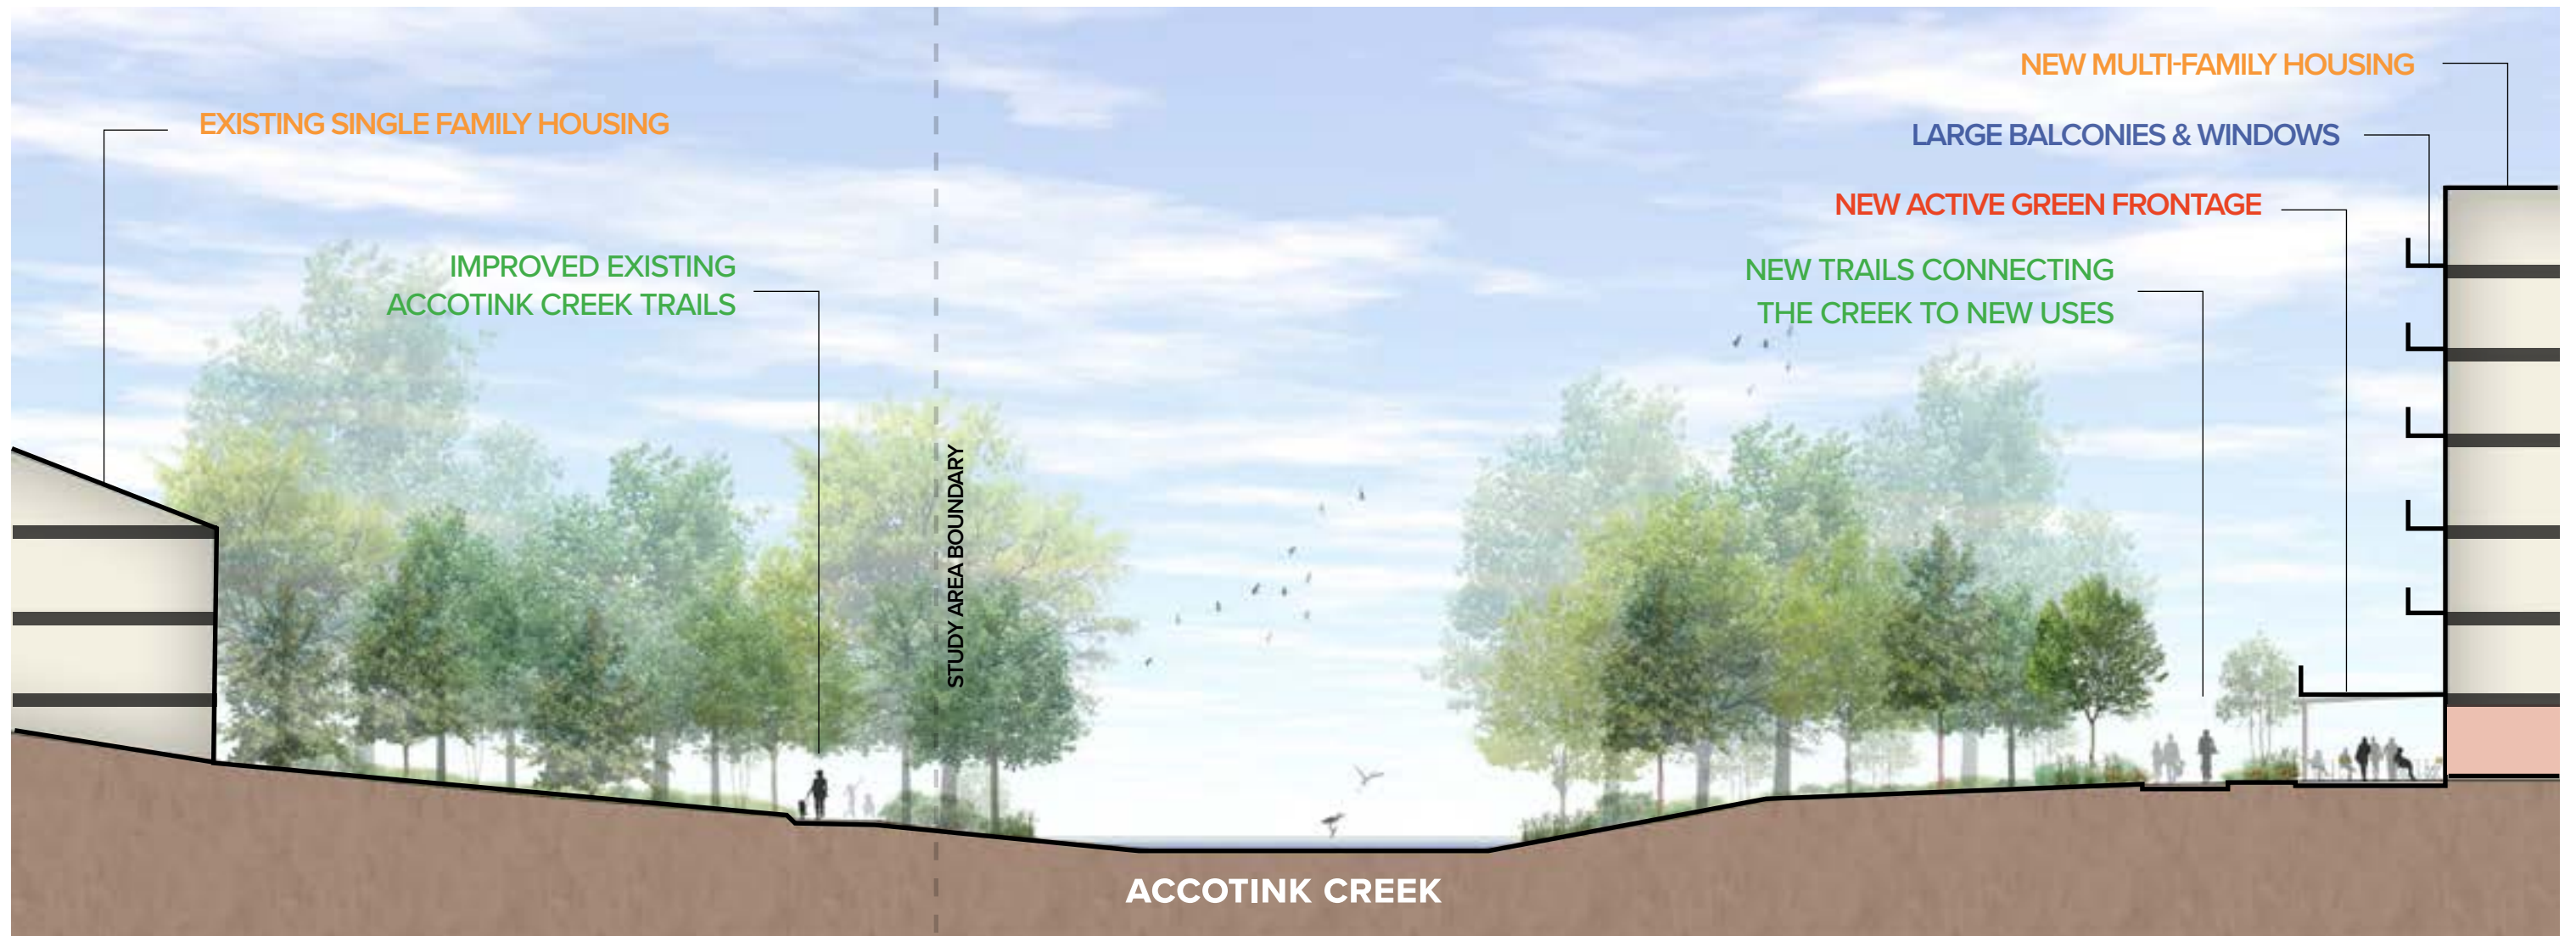 NEW MULTI-FAMILY HOUSING
EXISTING SINGLE FAMILY HOUSING
LARGE BALCONIES & WINDOWS
NEW ACTIVE GREEN FRONTAGE
IMPROVED EXISTING
ACCOTINK CREEK TRAILS
NEW TRAILS CONNECTING
THE CREEK TO NEW USES
STUDY AREA BOUNDARY
ACCOTINK CREEK